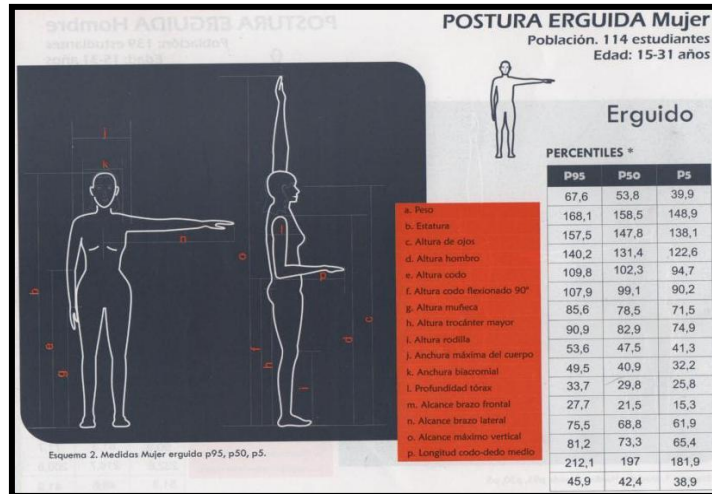 POSTURA ERGUIDA Mujer
Población. 114 estudiantes
Edad: 15-31 años
Erguido
PERCENTILES *
P95 P50 P5
a. Peso 67,6 53,8 39,9
b. Estatura 168,1 158,5 148,9
c. Altura de ojos 157,5 147,8 138,1
d. Altura hombro 140,2 131,4 122,6
e. Altura codo 109,8 102,3 94,7
f. Altura codo flexionado 90° 107,9 99,1 90,2
g. Altura muñeca 85,6 78,5 71,5
h. Altura trocánter mayor 90,9 82,9 74,9
i. Altura rodilla 53,6 47,5 41,3
j. Anchura máxima del cuerpo 49,5 40,9 32,2
k. Anchura biacromial 33,7 29,8 25,8
l. Profundidad tórax 27,7 21,5 15,3
m. Alcance brazo frontal 75,5 68,8 61,9
n. Alcance brazo lateral 81,2 73,3 65,4
o. Alcance máximo vertical 212,1 197 181,9
p. Longitud codo-dedo medio 45,9 42,4 38,9
j
k
n
b
e
g
o
l
p
c
d
f
h
i
Esquema 2. Medidas Mujer erguida p95, p50, p5.